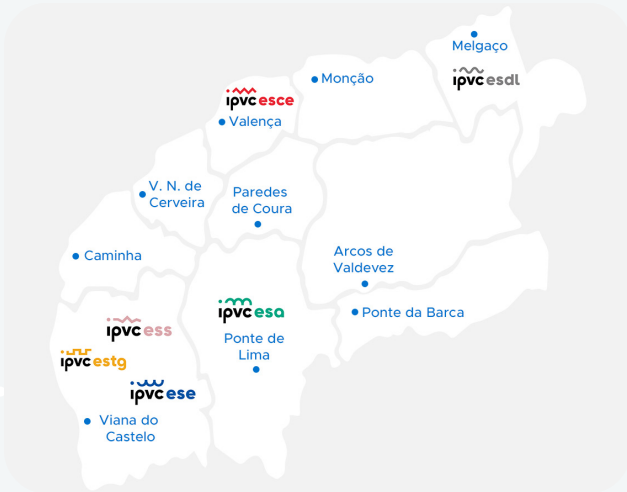 Melgaço
ipvc esdl
Monção
ipvc esce
Valença
V. N. de
Cerveira
Paredes
de Coura
Caminha
Arcos de
Valdevez
ipvc esa
Ponte da Barca
ipvc ess
Ponte de
Lima
ipvc estg
ipvc ese
Viana do
Castelo